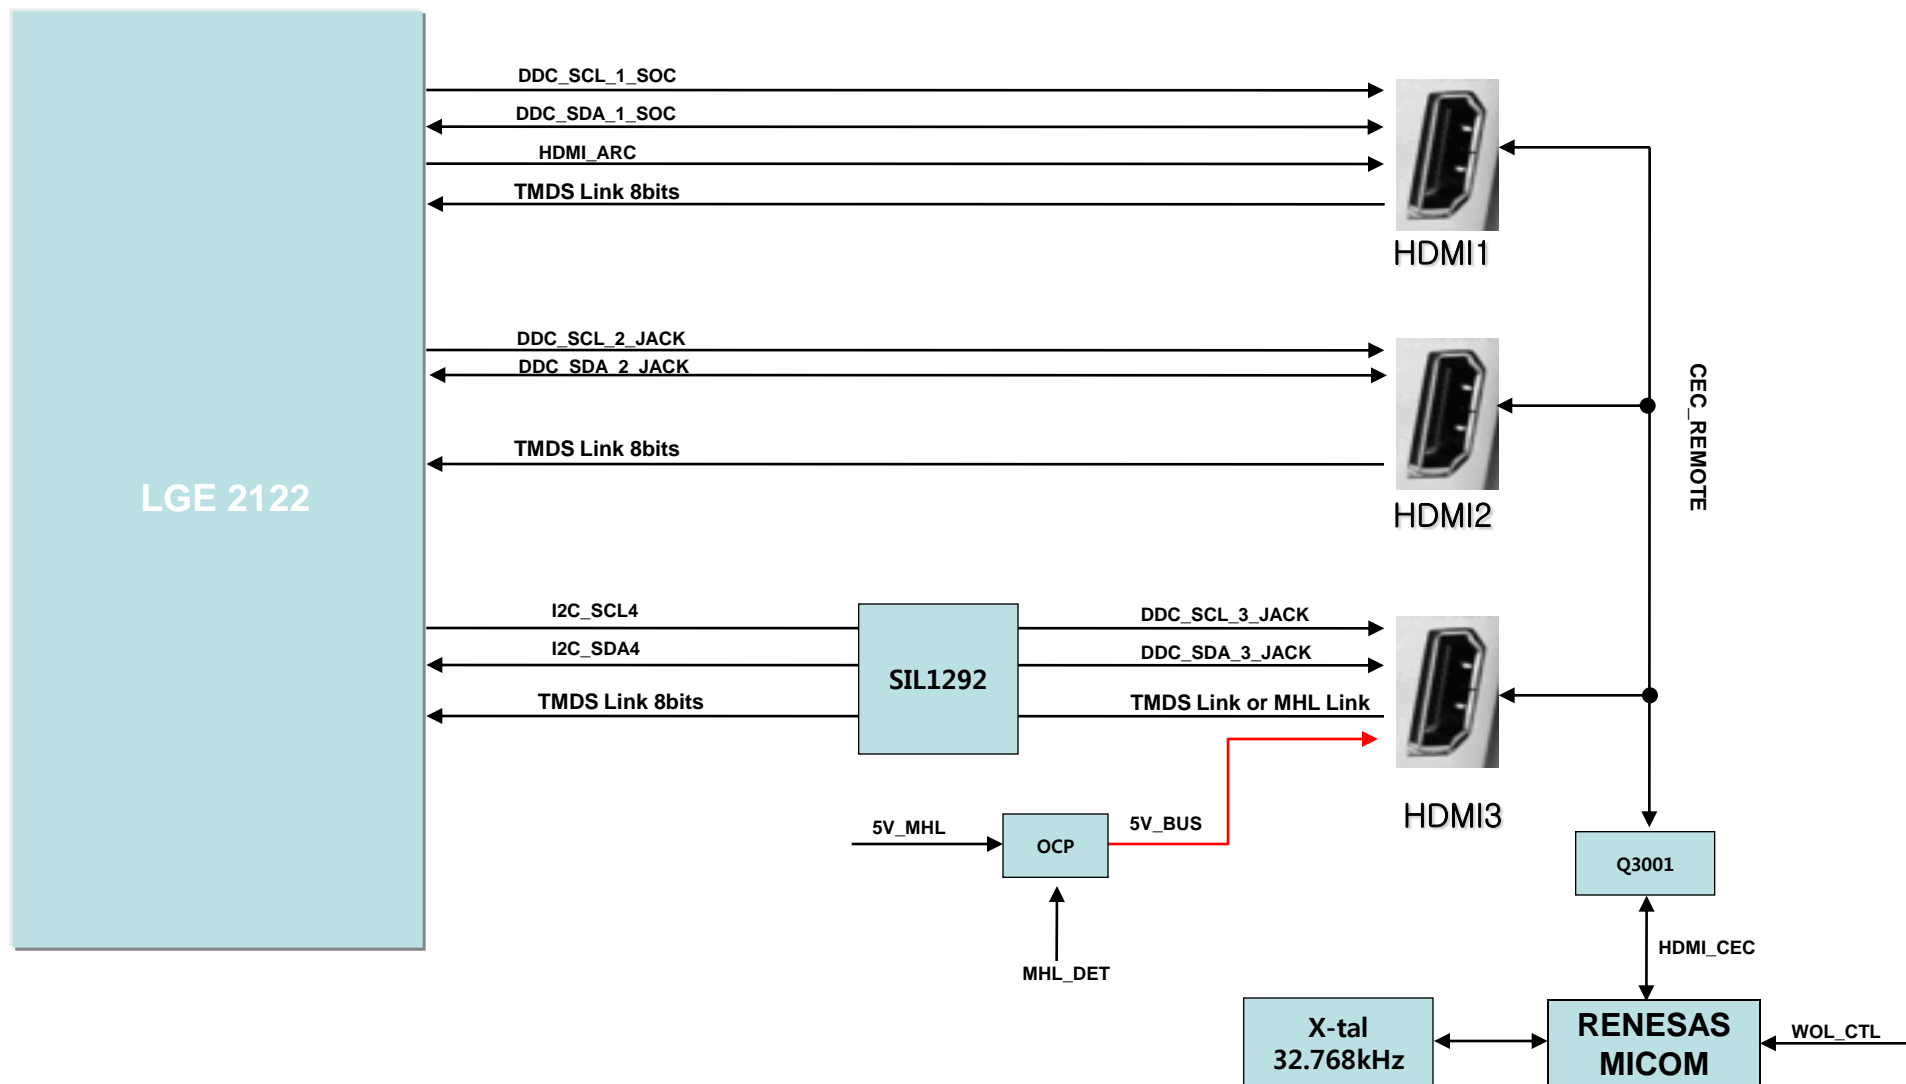 DDC_SCL_1_SOC
DDC_SDA_1_SOC
HDMI_ARC
TMDS Link 8bits
HDMI1
DDC_SCL_2_JACK
DDC_SDA_2_JACK
TMDS Link 8bits
HDMI2
CEC_REMOTE
LGE 2122
I2C_SCL4
I2C_SDA4
TMDS Link 8bits
SIL1292
DDC_SCL_3_JACK
DDC_SDA_3_JACK
TMDS Link or MHL Link
HDMI3
5V_MHL
OCP
5V_BUS
MHL_DET
Q3001
HDMI_CEC
X-tal
32.768kHz
RENESAS
MICOM
WOL_CTL